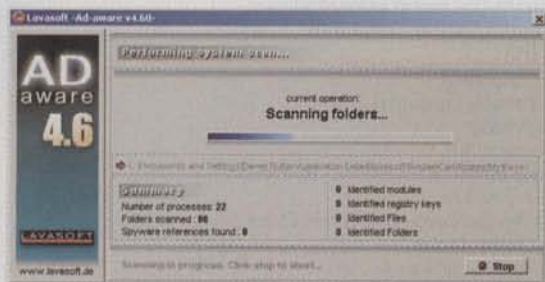 Lavasoft -Ad-aware v4.60-
AD
aware
4.6
LAVASOFT
www.lavasoft.de
Performing system scan...
current operation:
Scanning folders...
Summary
Number of processes: 22
Folders scanned : 86
Spyware references found : 0
0 Identified modules
0 Identified registry keys
0 Identified Files
0 Identified Folders
Scanning in progress. Click stop to abort...
Stop